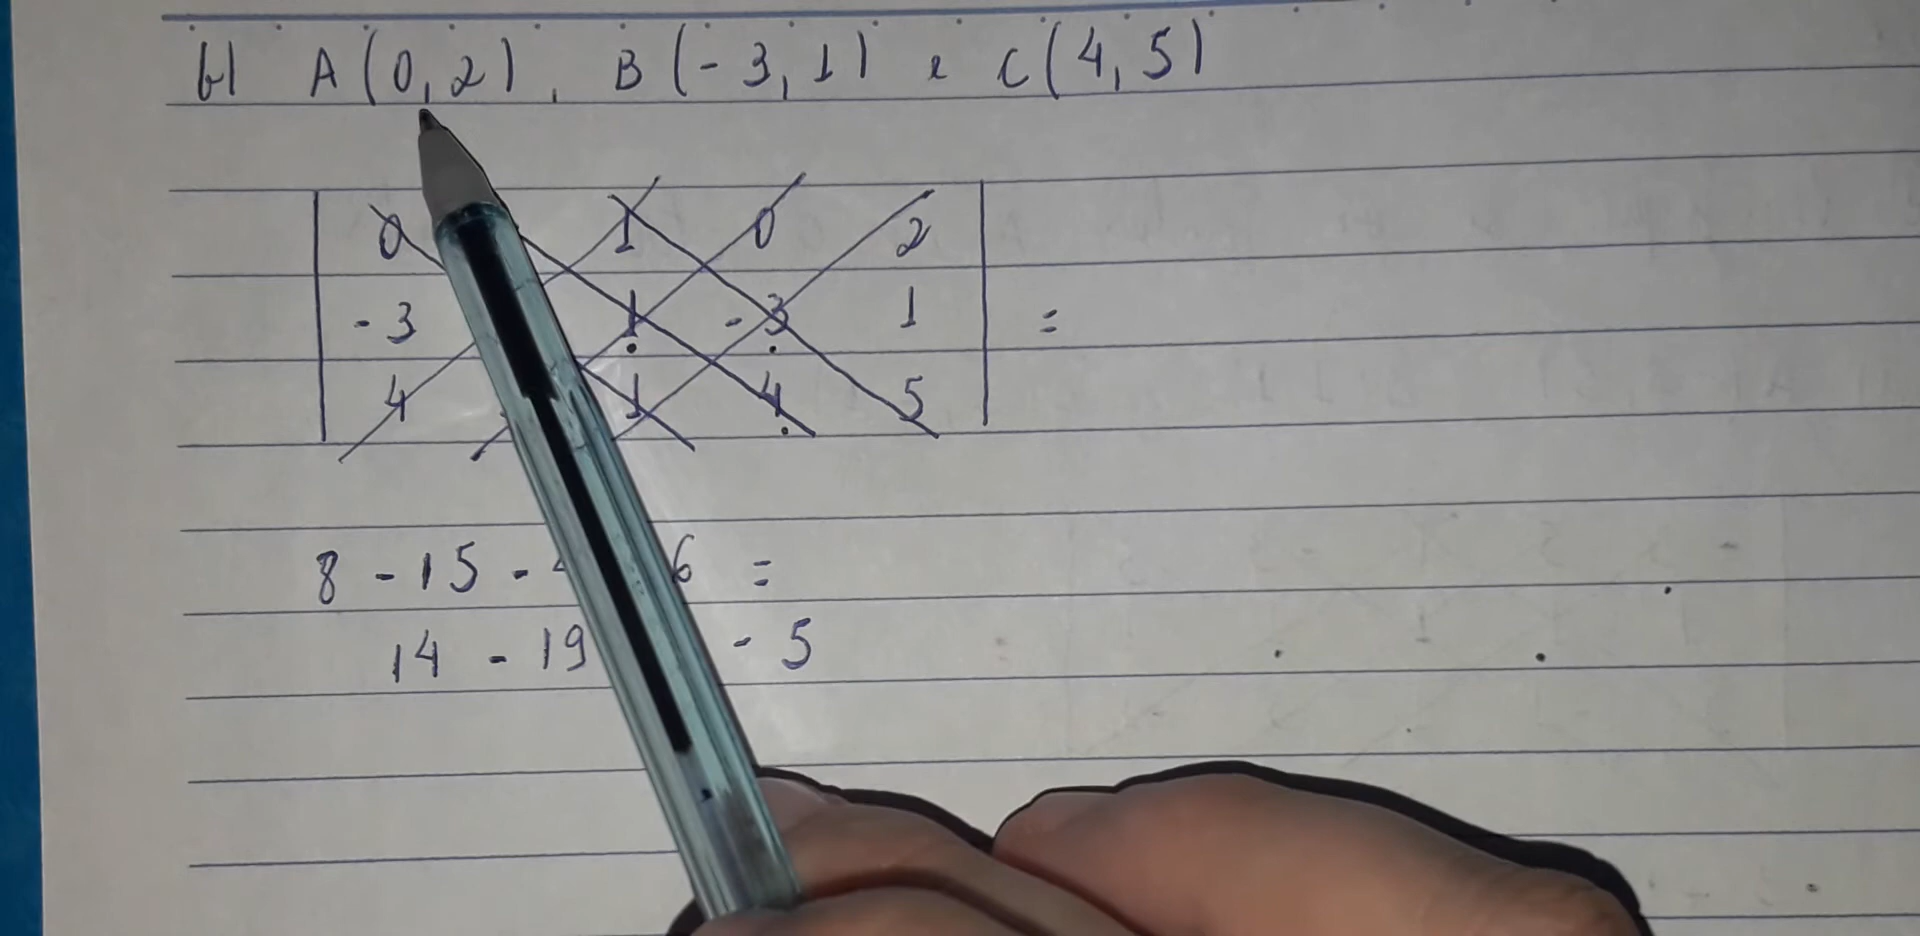 b) A(0,2), B(-3,1) e C(4,5)
0 1 0 2
-3 1 -3 1 =
4 1 4 5
8 - 15 - 6 =
14 - 19 - 5